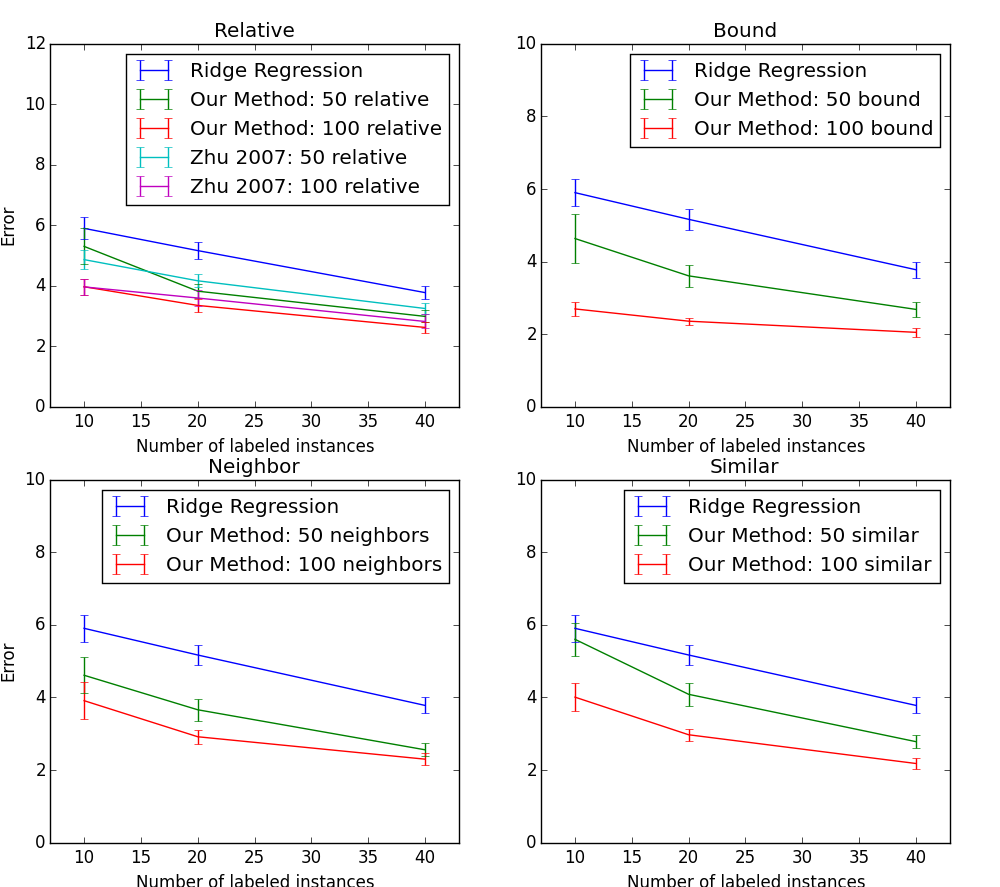 Relative
12
10
8
6
4
2
0
Error
Ridge Regression
Our Method: 50 relative
Our Method: 100 relative
Zhu 2007: 50 relative
Zhu 2007: 100 relative
10 15 20 25 30 35 40
Number of labeled instances
Bound
10
8
6
4
2
0
Ridge Regression
Our Method: 50 bound
Our Method: 100 bound
10 15 20 25 30 35 40
Number of labeled instances
Neighbor
10
8
6
4
2
0
Error
Ridge Regression
Our Method: 50 neighbors
Our Method: 100 neighbors
10 15 20 25 30 35 40
Number of labeled instances
Similar
10
8
6
4
2
0
Ridge Regression
Our Method: 50 similar
Our Method: 100 similar
10 15 20 25 30 35 40
Number of labeled instances